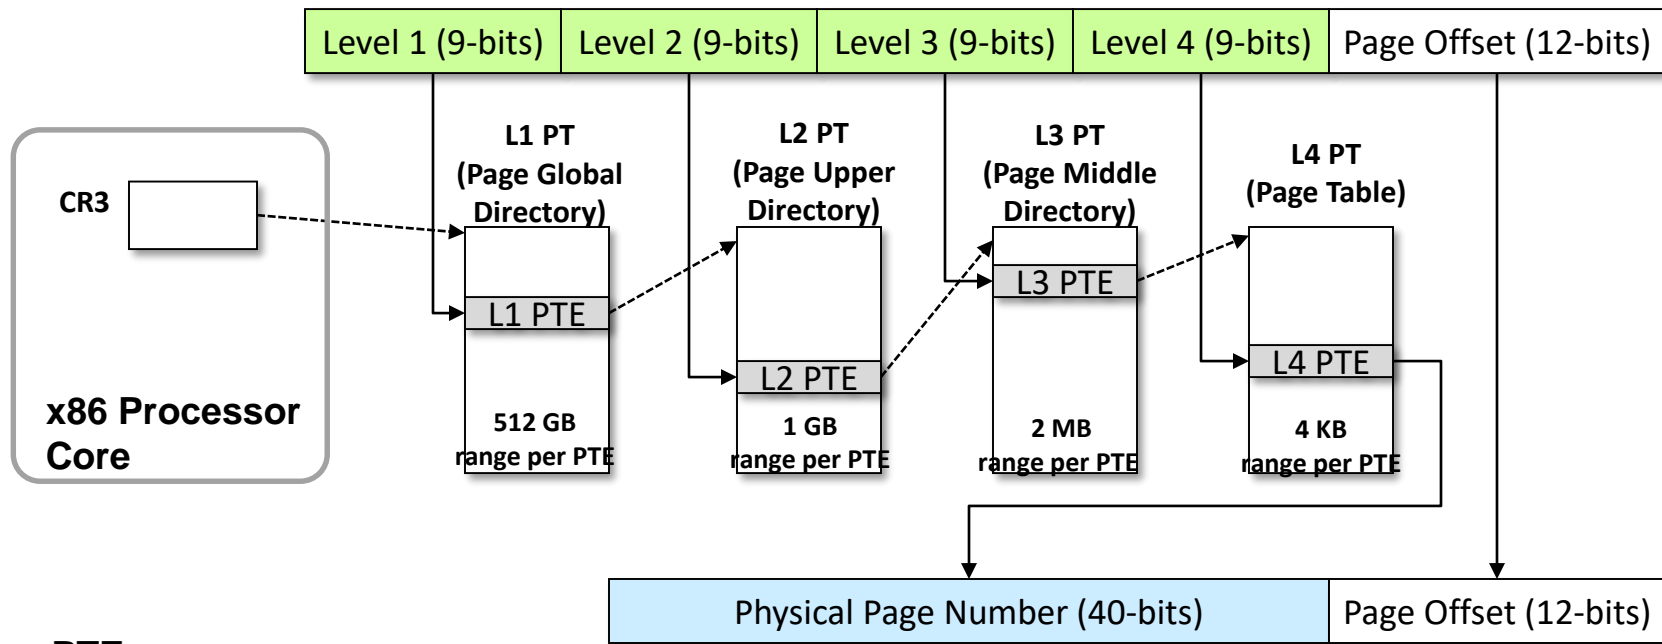 Level 1 (9-bits) Level 2 (9-bits) Level 3 (9-bits) Level 4 (9-bits) Page Offset (12-bits)
L1 PT
(Page Global
Directory)
L2 PT
(Page Upper
Directory)
L3 PT
(Page Middle
Directory)
L4 PT
(Page Table)
CR3
L1 PTE
L2 PTE
L3 PTE
L4 PTE
x86 Processor
Core
512 GB
range per PTE
1 GB
range per PTE
2 MB
range per PTE
4 KB
range per PTE
Physical Page Number (40-bits) Page Offset (12-bits)